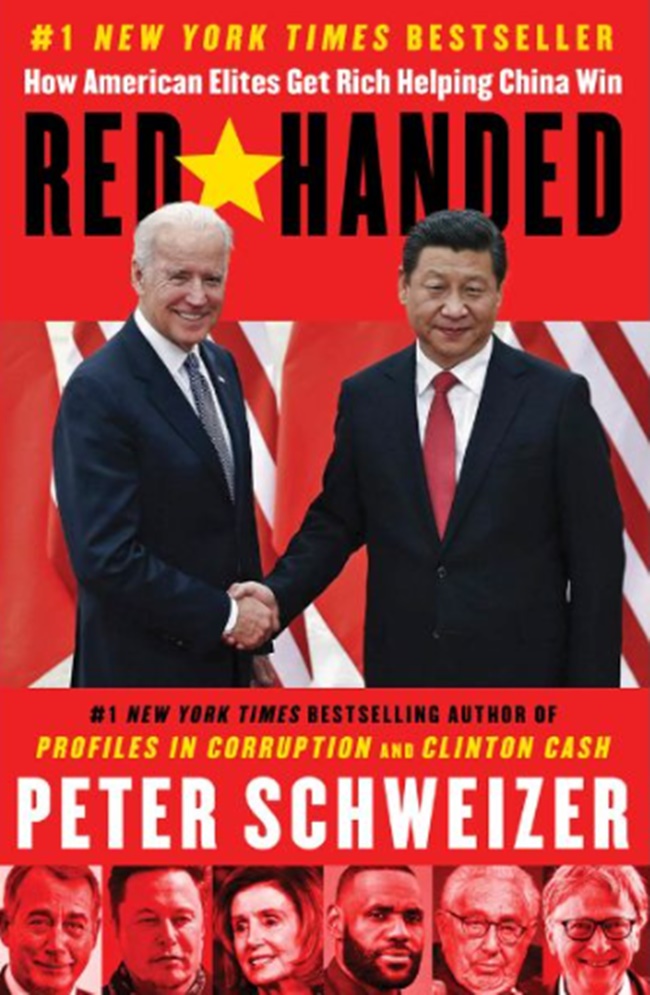 #1 NEW YORK TIMES BESTSELLER
How American Elites Get Rich Helping China Win
RED HANDED
#1 NEW YORK TIMES BESTSELLING AUTHOR OF
PROFILES IN CORRUPTION AND CLINTON CASH
PETER SCHWEIZER